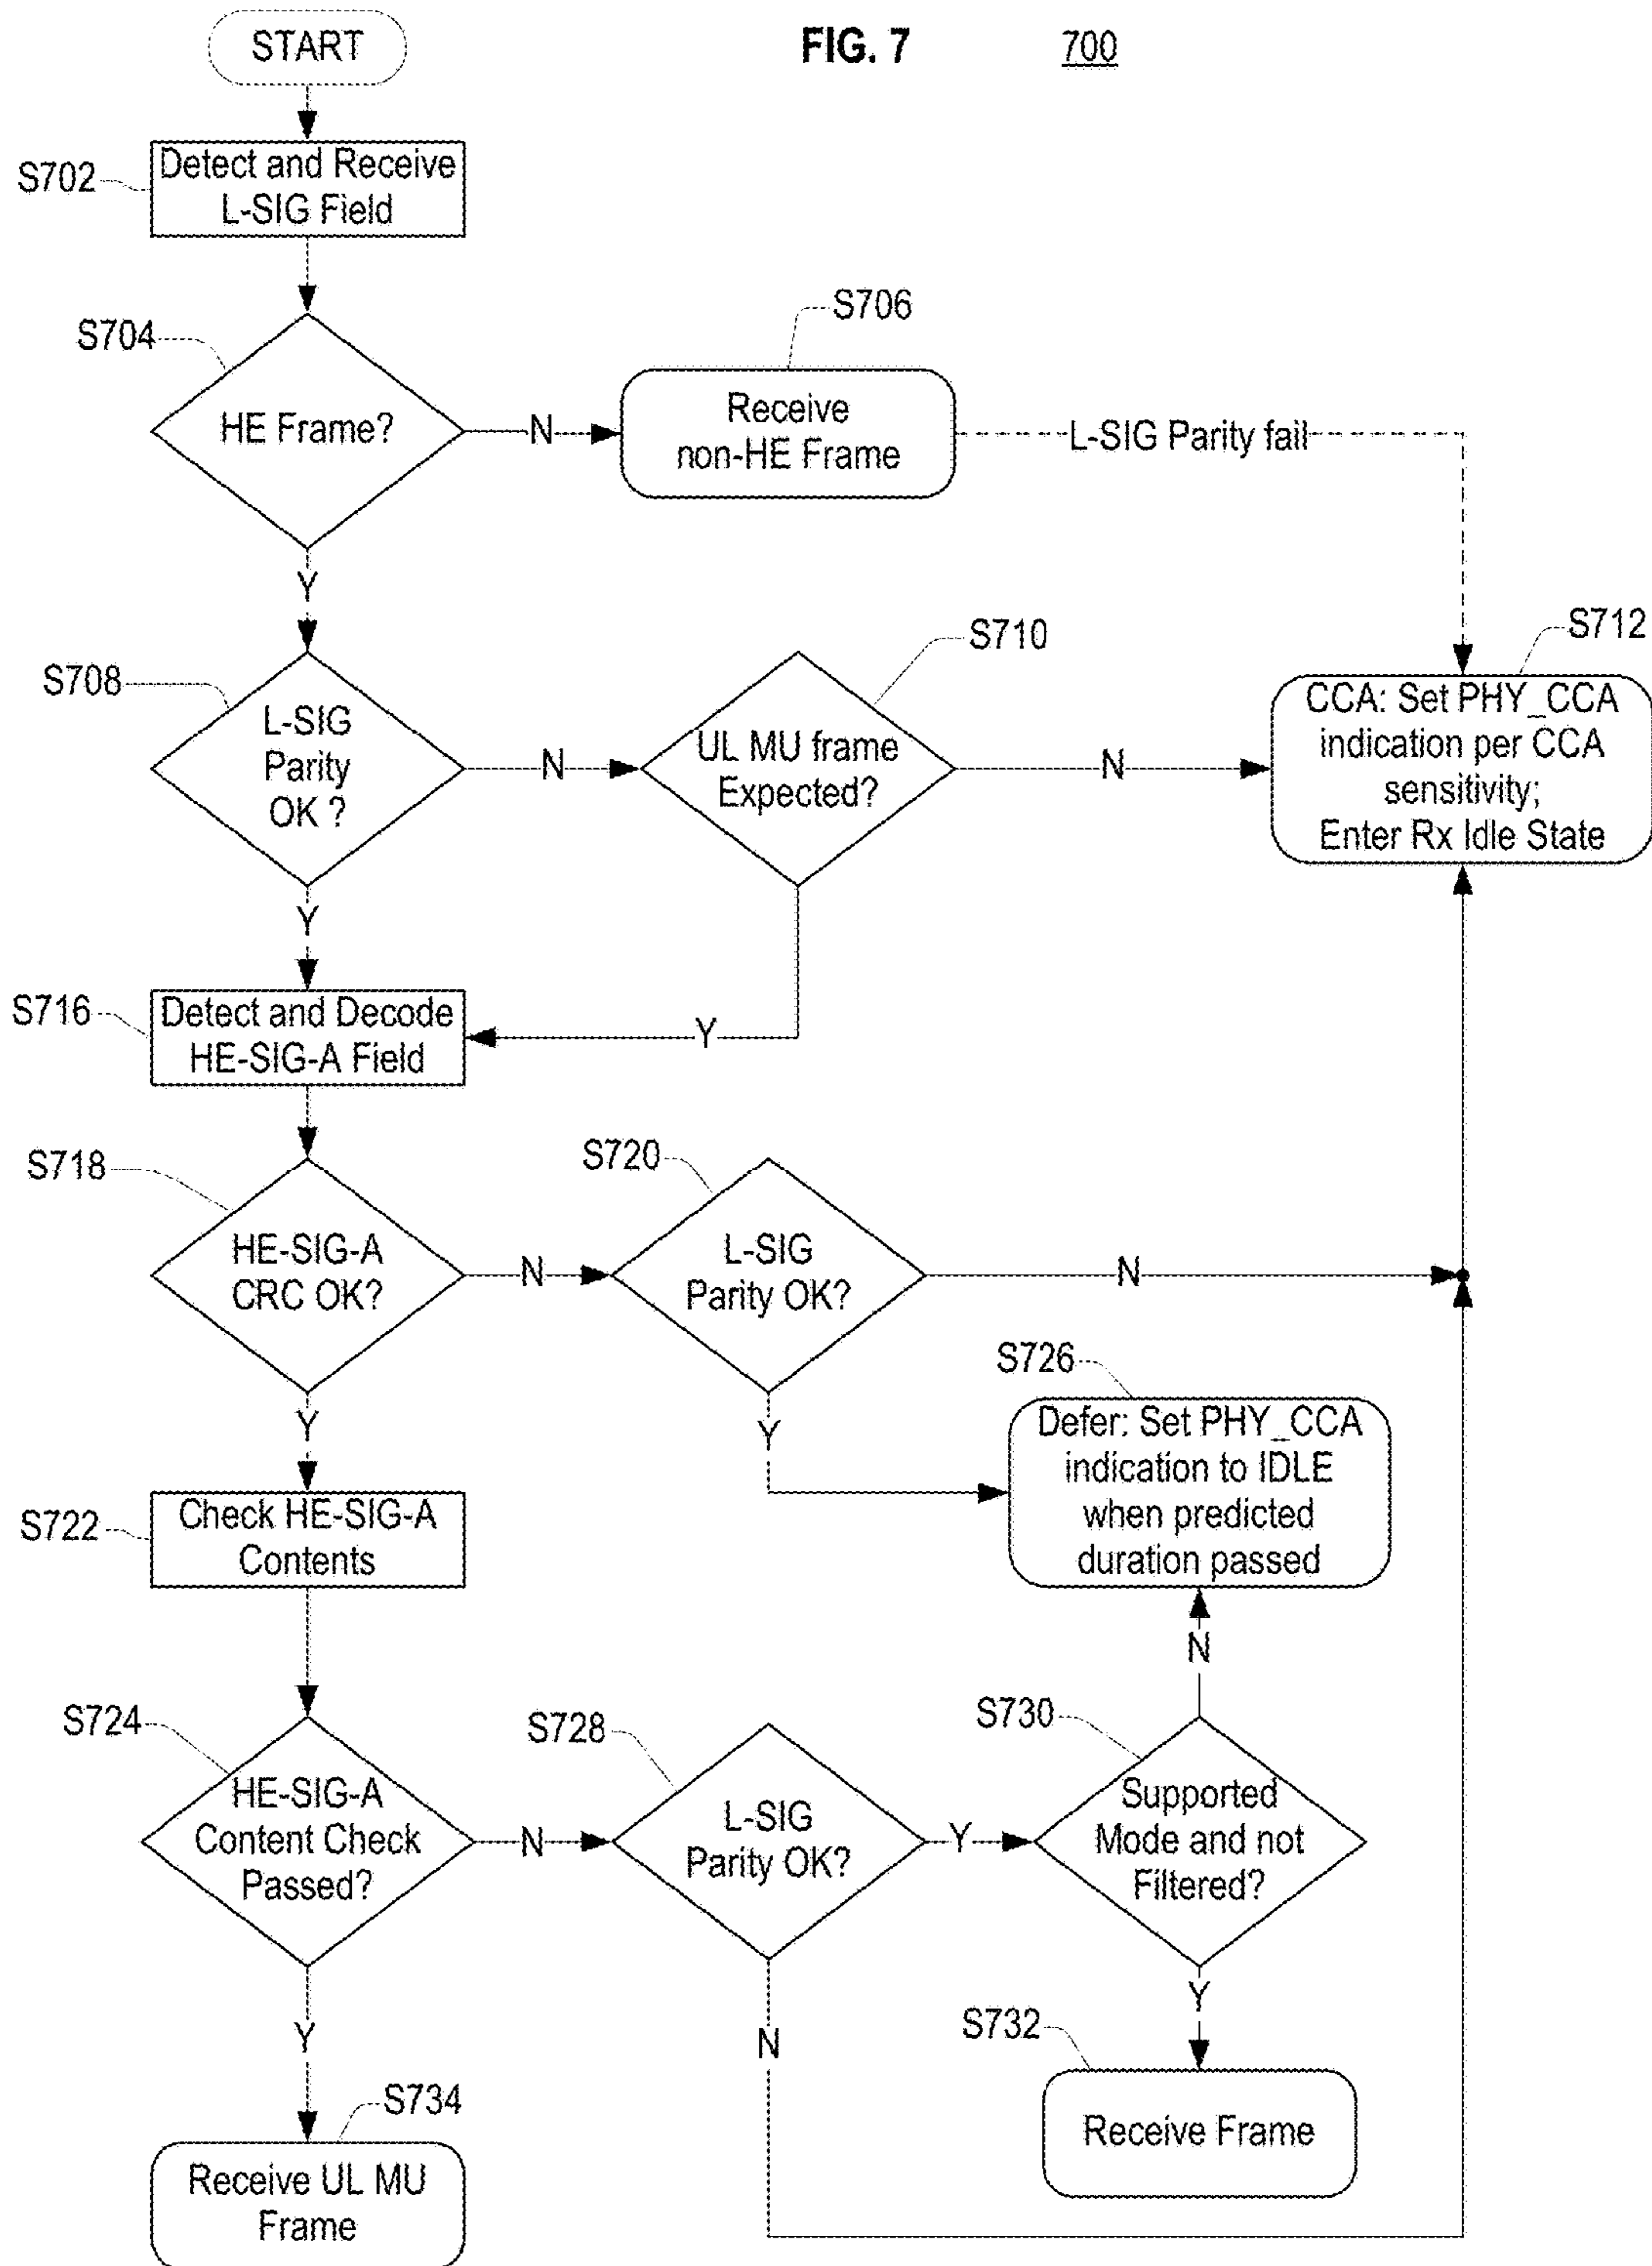 START
FIG. 7
700
S702
Detect and Receive
L-SIG Field
S704
HE Frame?
N
S706
Receive
non-HE Frame
L-SIG Parity fail
Y
S708
L-SIG
Parity
OK ?
N
S710
UL MU frame
Expected?
N
S712
CCA: Set PHY_CCA
indication per CCA
sensitivity;
Enter Rx Idle State
Y
Y
S716
Detect and Decode
HE-SIG-A Field
S718
HE-SIG-A
CRC OK?
N
S720
L-SIG
Parity OK?
N
Y
Y
S726
Defer: Set PHY_CCA
indication to IDLE
when predicted
duration passed
S722
Check HE-SIG-A
Contents
N
S724
HE-SIG-A
Content Check
Passed?
N
S728
L-SIG
Parity OK?
Y
S730
Supported
Mode and not
Filtered?
Y
N
Y
S732
Receive Frame
S734
Receive UL MU
Frame